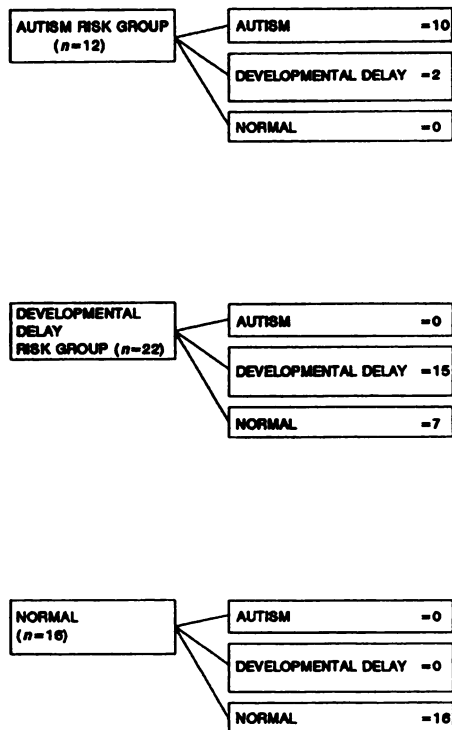 AUTISM RISK GROUP
(n=12)
AUTISM =10
DEVELOPMENTAL DELAY =2
NORMAL =0
DEVELOPMENTAL
DELAY
RISK GROUP (n=22)
AUTISM =0
DEVELOPMENTAL DELAY =15
NORMAL =7
NORMAL
(n=16)
AUTISM =0
DEVELOPMENTAL DELAY =0
NORMAL =16